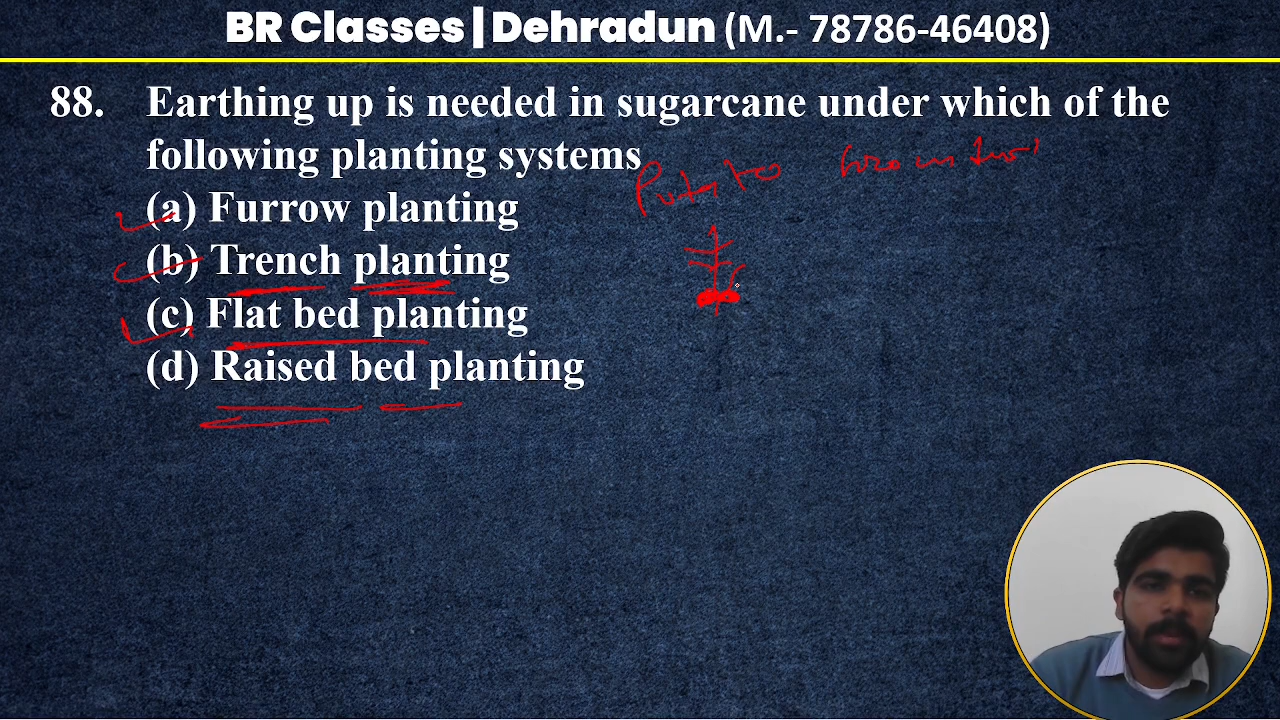 BR Classes | Dehradun (M.- 78786-46408)
88. Earthing up is needed in sugarcane under which of the
following planting systems
Potato
(a) Furrow planting
(b) Trench planting
(c) Flat bed planting
(d) Raised bed planting